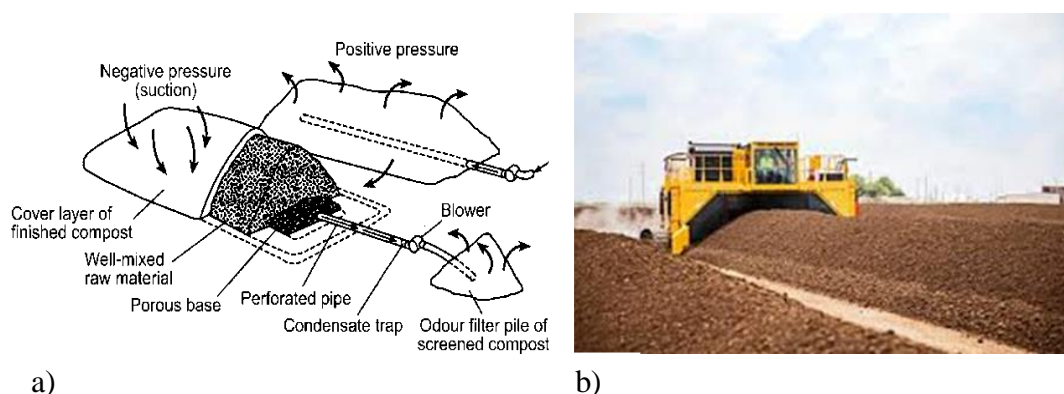 Positive pressure
Negative pressure
(suction)
Cover layer of
finished compost
Well-mixed
raw material
Porous base
Perforated pipe
Blower
Condensate trap
Odour filter pile of
screened compost
a)
b)